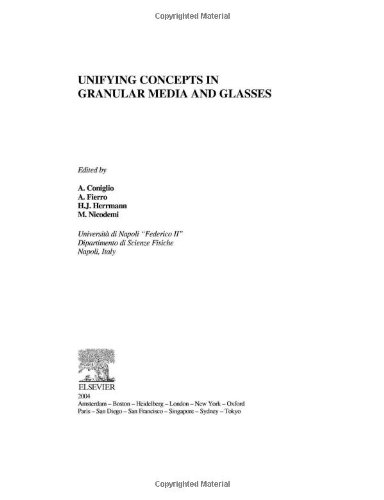 Copyrighted Material
UNIFYING CONCEPTS IN
GRANULAR MEDIA AND GLASSES
Edited by
A. Coniglio
A. Fierro
H.J. Herrmann
M. Nicodemi
Università di Napoli "Federico II"
Dipartimento di Scienze Fisiche
Napoli, Italy
ELSEVIER
2004
Amsterdam – Boston – Heidelberg – London – New York – Oxford
Paris – San Diego – San Francisco – Singapore – Sydney – Tokyo
Copyrighted Material